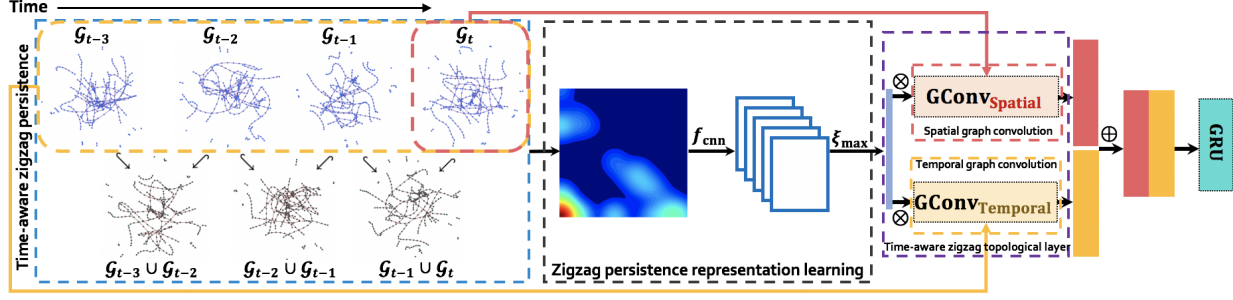 Time
Time-aware zigzag persistence
𝒢t−3
𝒢t−2
𝒢t−1
𝒢t
𝒢t−3 ∪ 𝒢t−2
𝒢t−2 ∪ 𝒢t−1
𝒢t−1 ∪ 𝒢t
fcnn
ξmax
Zigzag persistence representation learning
⊗
GConvSpatial
Spatial graph convolution
Temporal graph convolution
GConvTemporal
⊗
Time-aware zigzag topological layer
⊕
GRU